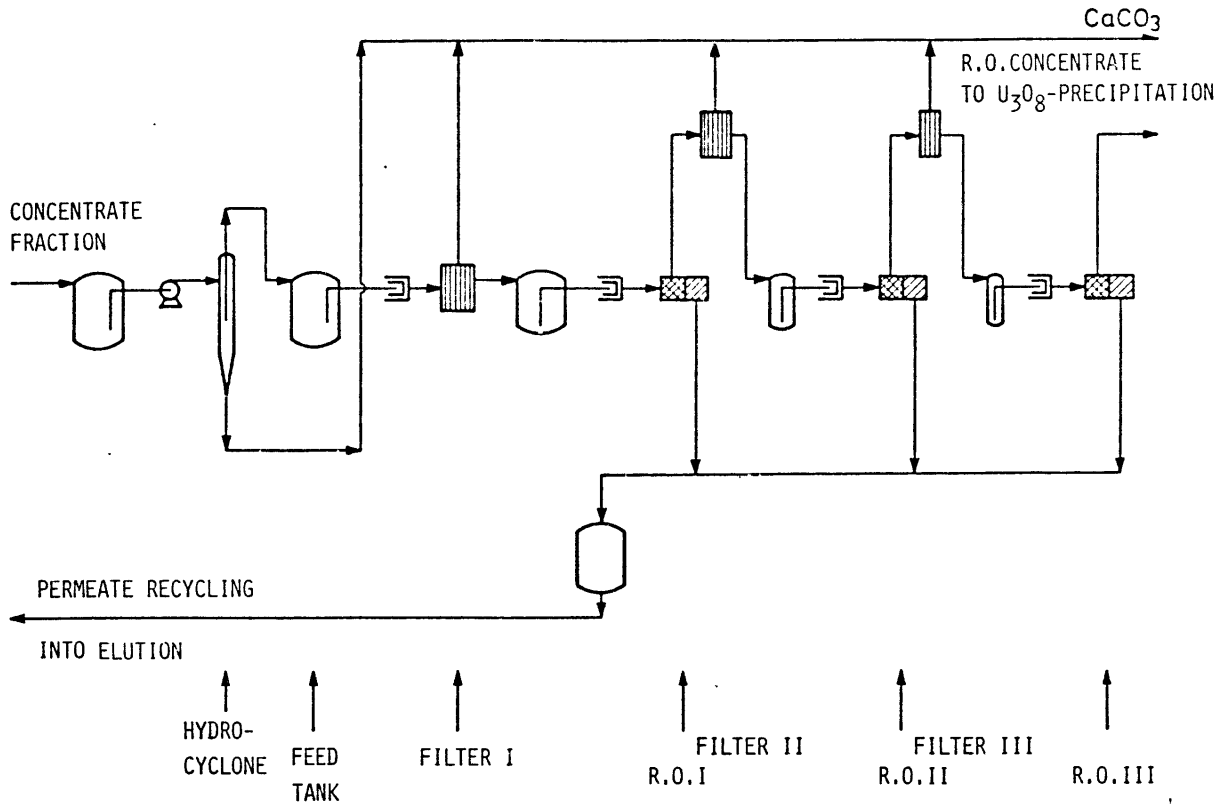 CaCO₃
R.O.CONCENTRATE
TO U₃O₈-PRECIPITATION
CONCENTRATE
FRACTION
PERMEATE RECYCLING
INTO ELUTION
HYDRO-
CYCLONE
FEED
TANK
FILTER I
FILTER II
R.O.I
FILTER III
R.O.II
R.O.III